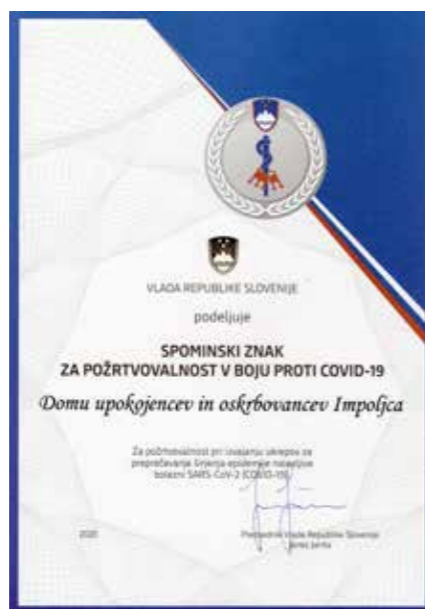 VLADA REPUBLIKE SLOVENIJE
podeljuje
SPOMINSKI ZNAK
ZA POŽRTVOVALNOST V BOJU PROTI COVID-19
Domu upokojencev in oskrbovancev Impoljca
Za požrtvovalnost pri izvajanju ukrepov za
preprečevanje širjenja epidemije nalezljive
bolezni SARS-CoV-2 (COVID-19)
2020
Predsednik Vlade Republike Slovenije
Janez Janša